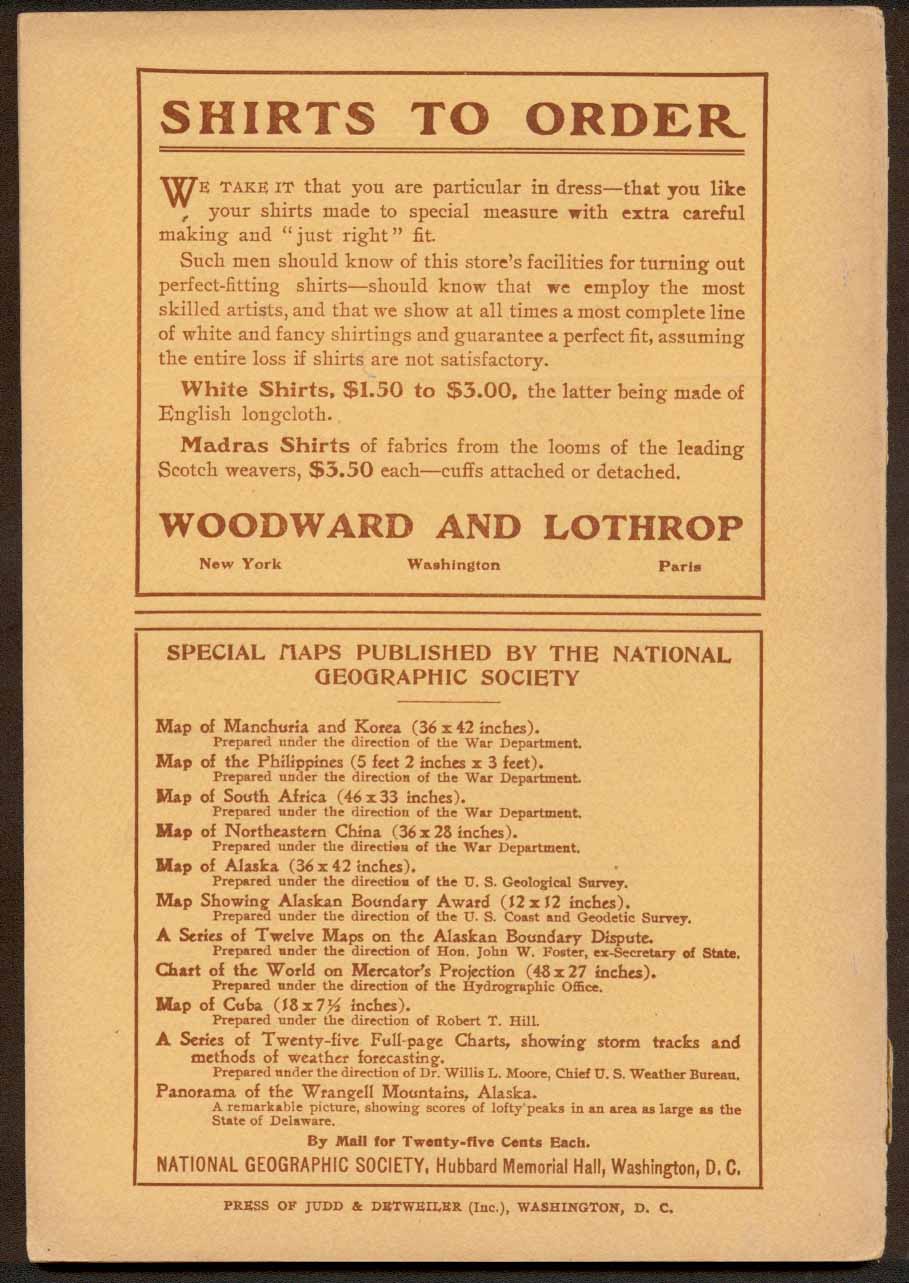 SHIRTS TO ORDER
WE TAKE IT that you are particular in dress—that you like
your shirts made to special measure with extra careful
making and "just right" fit.
Such men should know of this store's facilities for turning out
perfect-fitting shirts—should know that we employ the most
skilled artists, and that we show at all times a most complete line
of white and fancy shirtings and guarantee a perfect fit, assuming
the entire loss if shirts are not satisfactory.
White Shirts, $1.50 to $3.00, the latter being made of
English longcloth.
Madras Shirts of fabrics from the looms of the leading
Scotch weavers, $3.50 each—cuffs attached or detached.
WOODWARD AND LOTHROP
New York Washington Paris
SPECIAL MAPS PUBLISHED BY THE NATIONAL
GEOGRAPHIC SOCIETY
Map of Manchuria and Korea (36 x 42 inches).
Prepared under the direction of the War Department.
Map of the Philippines (5 feet 2 inches x 3 feet).
Prepared under the direction of the War Department.
Map of South Africa (46 x 33 inches).
Prepared under the direction of the War Department.
Map of Northeastern China (36 x 28 inches).
Prepared under the direction of the War Department.
Map of Alaska (36 x 42 inches).
Prepared under the direction of the U. S. Geological Survey.
Map Showing Alaskan Boundary Award (12 x 12 inches).
Prepared under the direction of the U. S. Coast and Geodetic Survey.
A Series of Twelve Maps on the Alaskan Boundary Dispute.
Prepared under the direction of Hon. John W. Foster, ex-Secretary of State.
Chart of the World on Mercator's Projection (48 x 27 inches).
Prepared under the direction of the Hydrographic Office.
Map of Cuba (18 x 7½ inches).
Prepared under the direction of Robert T. Hill.
A Series of Twenty-five Full-page Charts, showing storm tracks and
methods of weather forecasting.
Prepared under the direction of Dr. Willis L. Moore, Chief U. S. Weather Bureau.
Panorama of the Wrangell Mountains, Alaska.
A remarkable picture, showing scores of lofty peaks in an area as large as the
State of Delaware.
By Mail for Twenty-five Cents Each.
NATIONAL GEOGRAPHIC SOCIETY, Hubbard Memorial Hall, Washington, D. C.
PRESS OF JUDD & DETWEILER (Inc.), WASHINGTON, D. C.